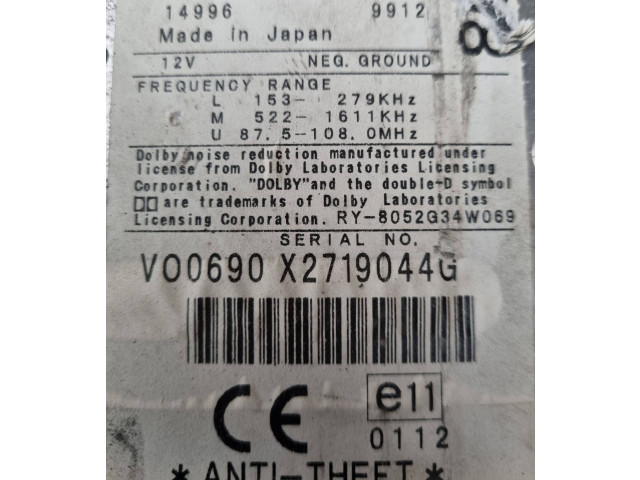 14996 9912
Made in Japan
12V NEG. GROUND
FREQUENCY RANGE
L 153- 279KHz
M 522- 1611KHz
U 87.5-108.0MHz
Dolby noise reduction manufactured under
license from Dolby Laboratories Licensing
Corporation. "DOLBY"and the double-D symbol
are trademarks of Dolby Laboratories
Licensing Corporation. RY-8052G34W069
SERIAL NO.
V00690 X2719044G
CE e11
0112
*ANTI-THEFT*